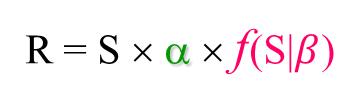 R = S × α × f(S|β)